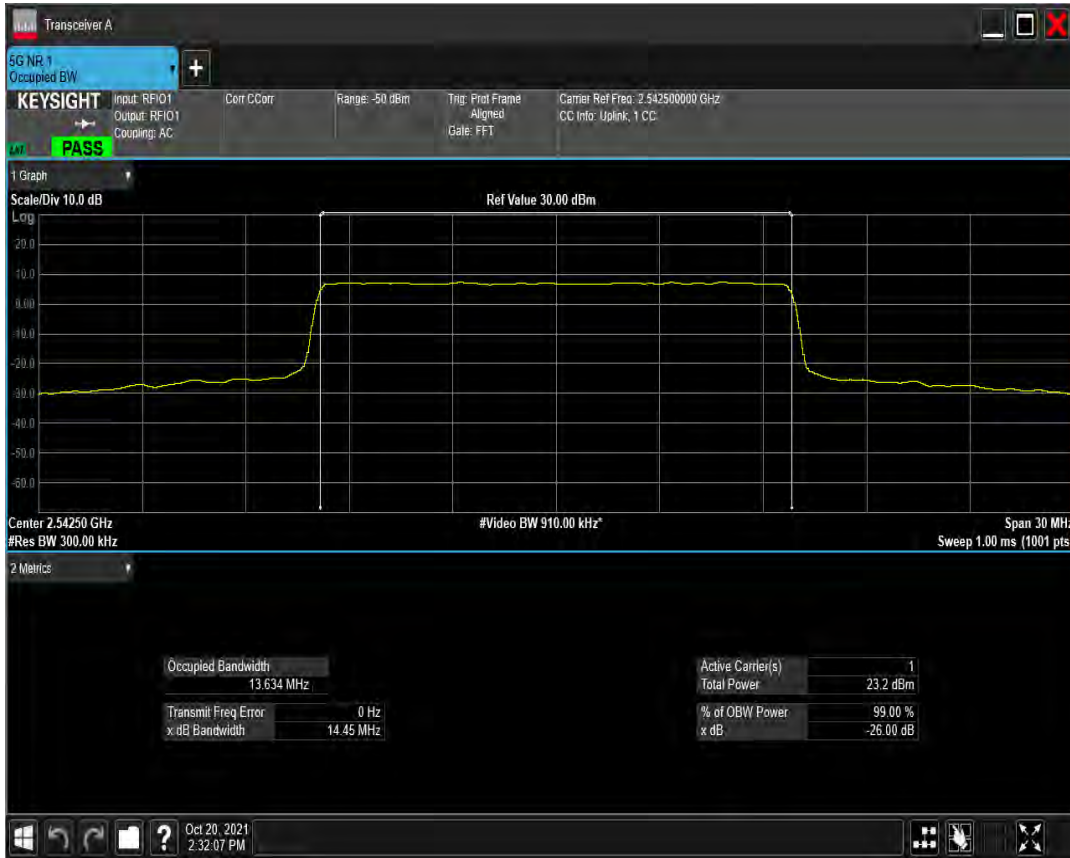 Transceiver A
5G NR 1
Occupied BW
+
KEYSIGHT
Input: RFIO1
Output: RFIO1
Coupling: AC
Corr CCorr
Range: -50 dBm
Trig: Prot Frame
Aligned
Gate: FFT
Carrier Ref Freq: 2.542500000 GHz
CC Info: Uplink, 1 CC
PASS
1 Graph
Scale/Div 10.0 dB
Ref Value 30.00 dBm
Log
20.0
10.0
0.00
-10.0
-20.0
-30.0
-40.0
-50.0
-60.0
Center 2.54250 GHz
#Video BW 910.00 kHz*
Span 30 MHz
#Res BW 300.00 kHz
Sweep 1.00 ms (1001 pts
2 Metrics
Occupied Bandwidth
13.634 MHz
Transmit Freq Error 0 Hz
x dB Bandwidth 14.45 MHz
Active Carrier(s) 1
Total Power 23.2 dBm
% of OBW Power 99.00 %
x dB -26.00 dB
?
Oct 20, 2021
2:32:07 PM